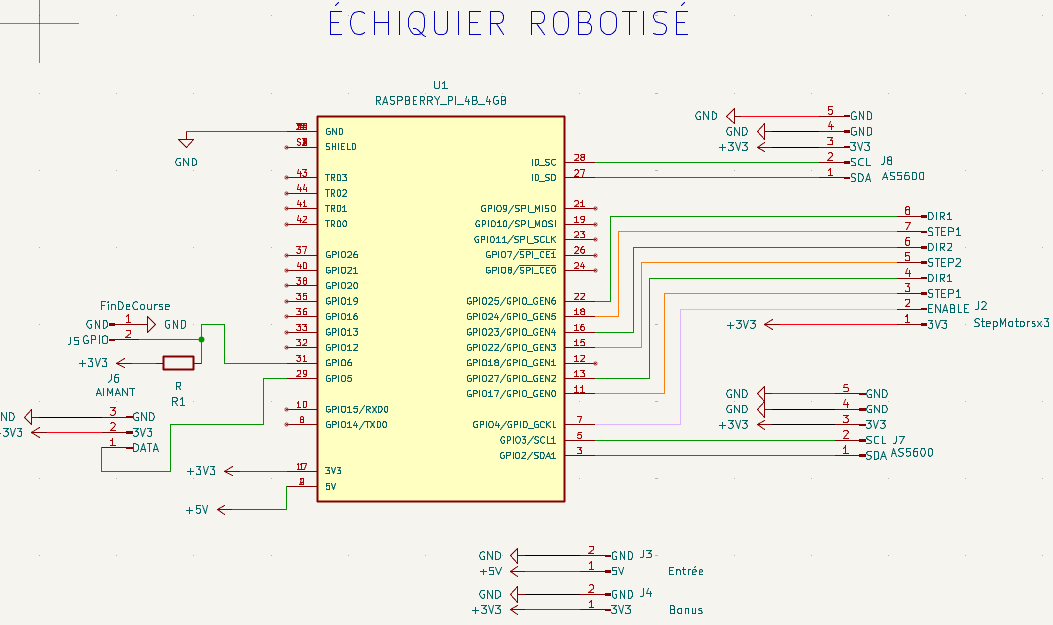 ÉCHIQUIER ROBOTISÉ
U1
RASPBERRY_PI_4B_4GB
GND
GND
SHIELD
43 TRD3
44 TRD2
41 TRD1
42 TRD0
37 GPIO26
40 GPIO21
38 GPIO20
35 GPIO19
36 GPIO16
33 GPIO13
32 GPIO12
31 GPIO6
29 GPIO5
10 GPIO15/RXD0
8 GPIO14/TXD0
+3V3 17 3V3
+5V 5V
ID_SC 28
ID_SD 27
GPIO9/SPI_MISO 21
GPIO10/SPI_MOSI 19
GPIO11/SPI_SCLK 23
GPIO7/SPI_CE1 26
GPIO8/SPI_CE0 24
GPIO25/GPIO_GEN6 22
GPIO24/GPIO_GEN5 18
GPIO23/GPIO_GEN4 16
GPIO22/GPIO_GEN3 15
GPIO18/GPIO_GEN1 12
GPIO27/GPIO_GEN2 13
GPIO17/GPIO_GEN0 11
GPIO4/GPIO_GCKL 7
GPIO3/SCL1 5
GPIO2/SDA1 3
FinDeCourse
GND 1 GND
J5 GPIO 2
+3V3
R
R1
J6
AIMANT
ND 3 GND
+3V3 2 3V3
1 DATA
GND 5 GND
GND 4 GND
+3V3 3 3V3
2 SCL J8
1 SDA AS5600
8 DIR1
7 STEP1
6 DIR2
5 STEP2
4 DIR1
3 STEP1
2 ENABLE J2
+3V3 1 3V3 StepMotorsx3
GND 5 GND
GND 4 GND
+3V3 3 3V3
2 SCL J7
1 SDA AS5600
GND 2 GND J3
+5V 1 5V Entrée
GND 2 GND J4
+3V3 1 3V3 Bonus